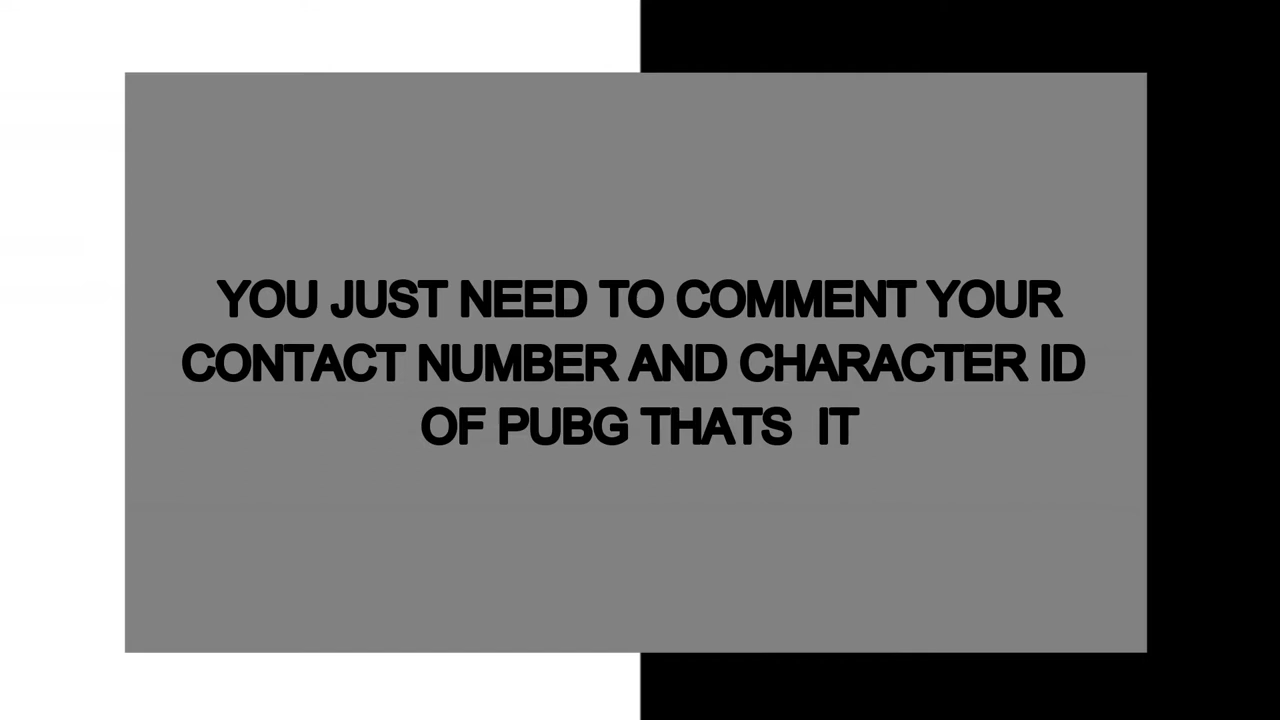 YOU JUST NEED TO COMMENT YOUR
CONTACT NUMBER AND CHARACTER ID
OF PUBG THATS  IT